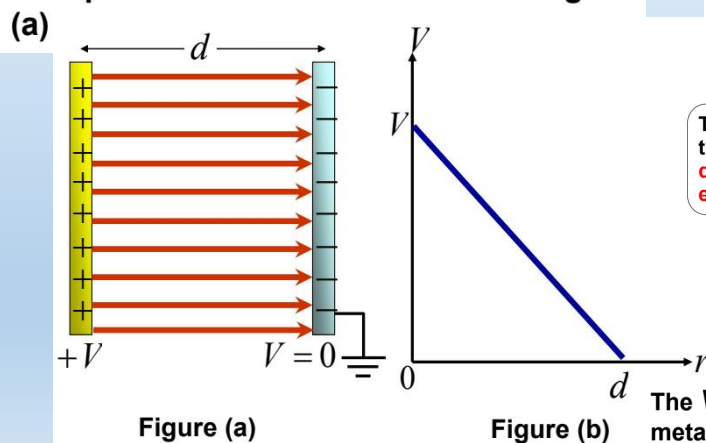 (a)
d
+V
V = 0
V
V
0
d
r
Figure (a)
Figure (b)
The
meta